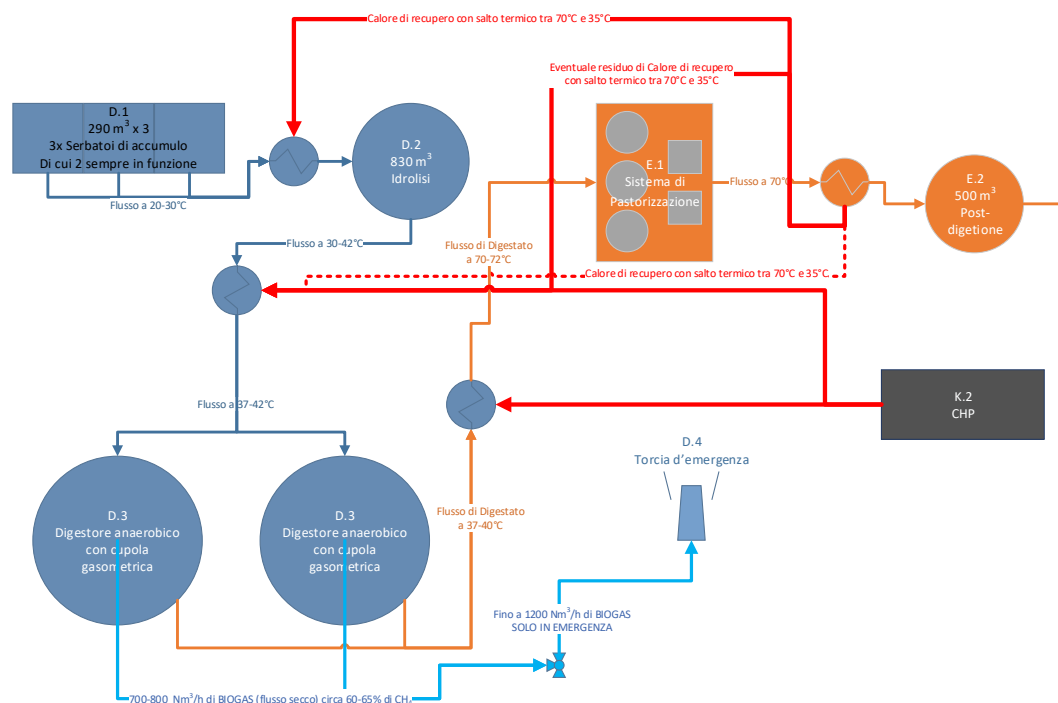 Calore di recupero con salto termico tra 70°C e 35°C
Eventuale residuo di Calore di recupero
con salto termico tra 70°C e 35°C
D.1
290 m³ x 3
3x Serbatoi di accumulo
Di cui 2 sempre in funzione
Flusso a 20-30°C
D.2
830 m³
Idrolisi
E.1
Sistema di
Pastorizzazione
Flusso a 70°C
E.2
500 m³
Post-
digetione
Flusso a 30-42°C
Flusso di Digestato
a 70-72°C
Calore di recupero con salto termico tra 70°C e 35°C
Flusso a 37-42°C
K.2
CHP
D.4
Torcia d'emergenza
D.3
Digestore anaerobico
con cupola
gasometrica
D.3
Digestore anaerobico
con cupola
gasometrica
Flusso di Digestato
a 37-40°C
Fino a 1200 Nm³/h di BIOGAS
SOLO IN EMERGENZA
700-800 Nm³/h di BIOGAS (flusso secco) circa 60-65% di CH₄